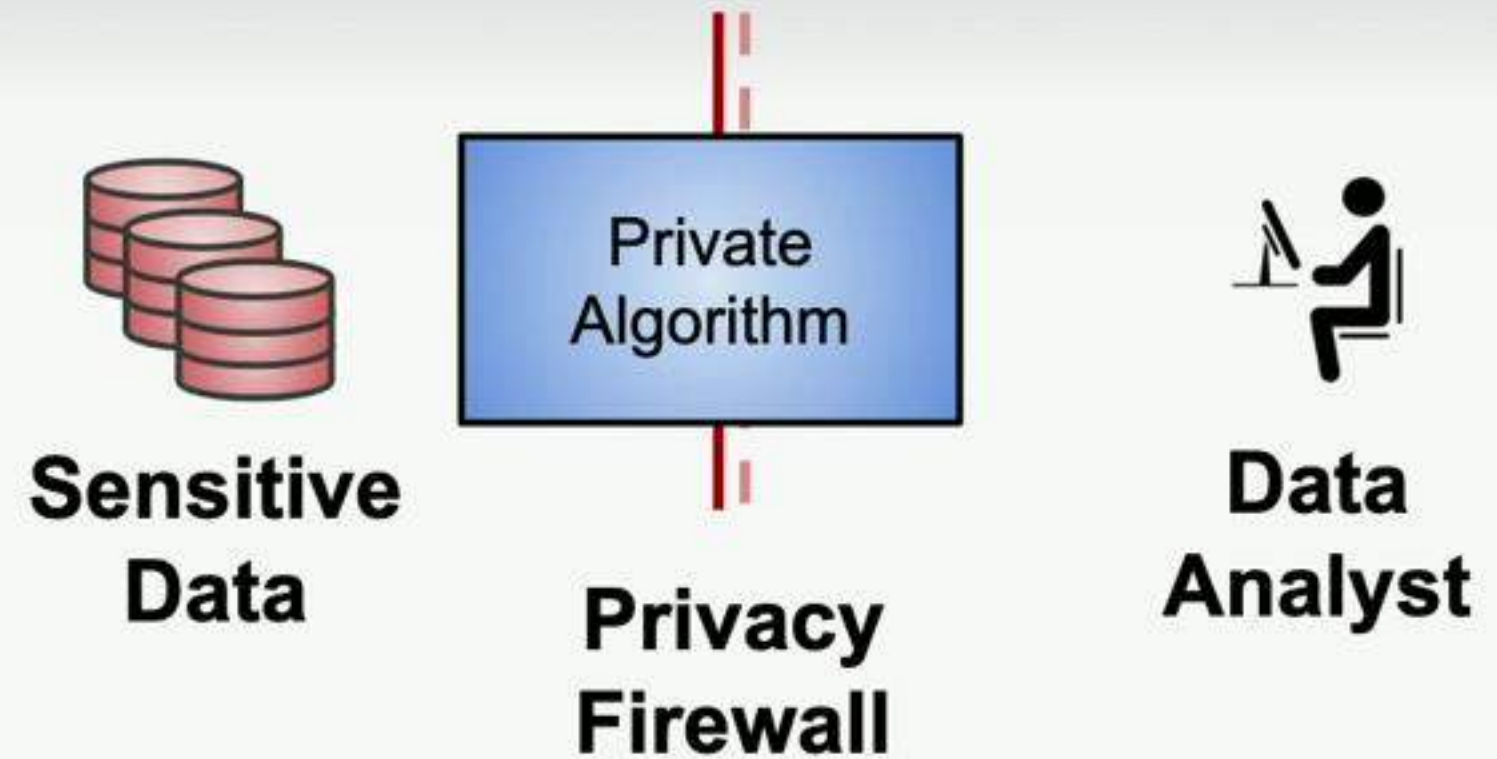 Private
Algorithm
Sensitive
Data
Privacy
Firewall
Data
Analyst